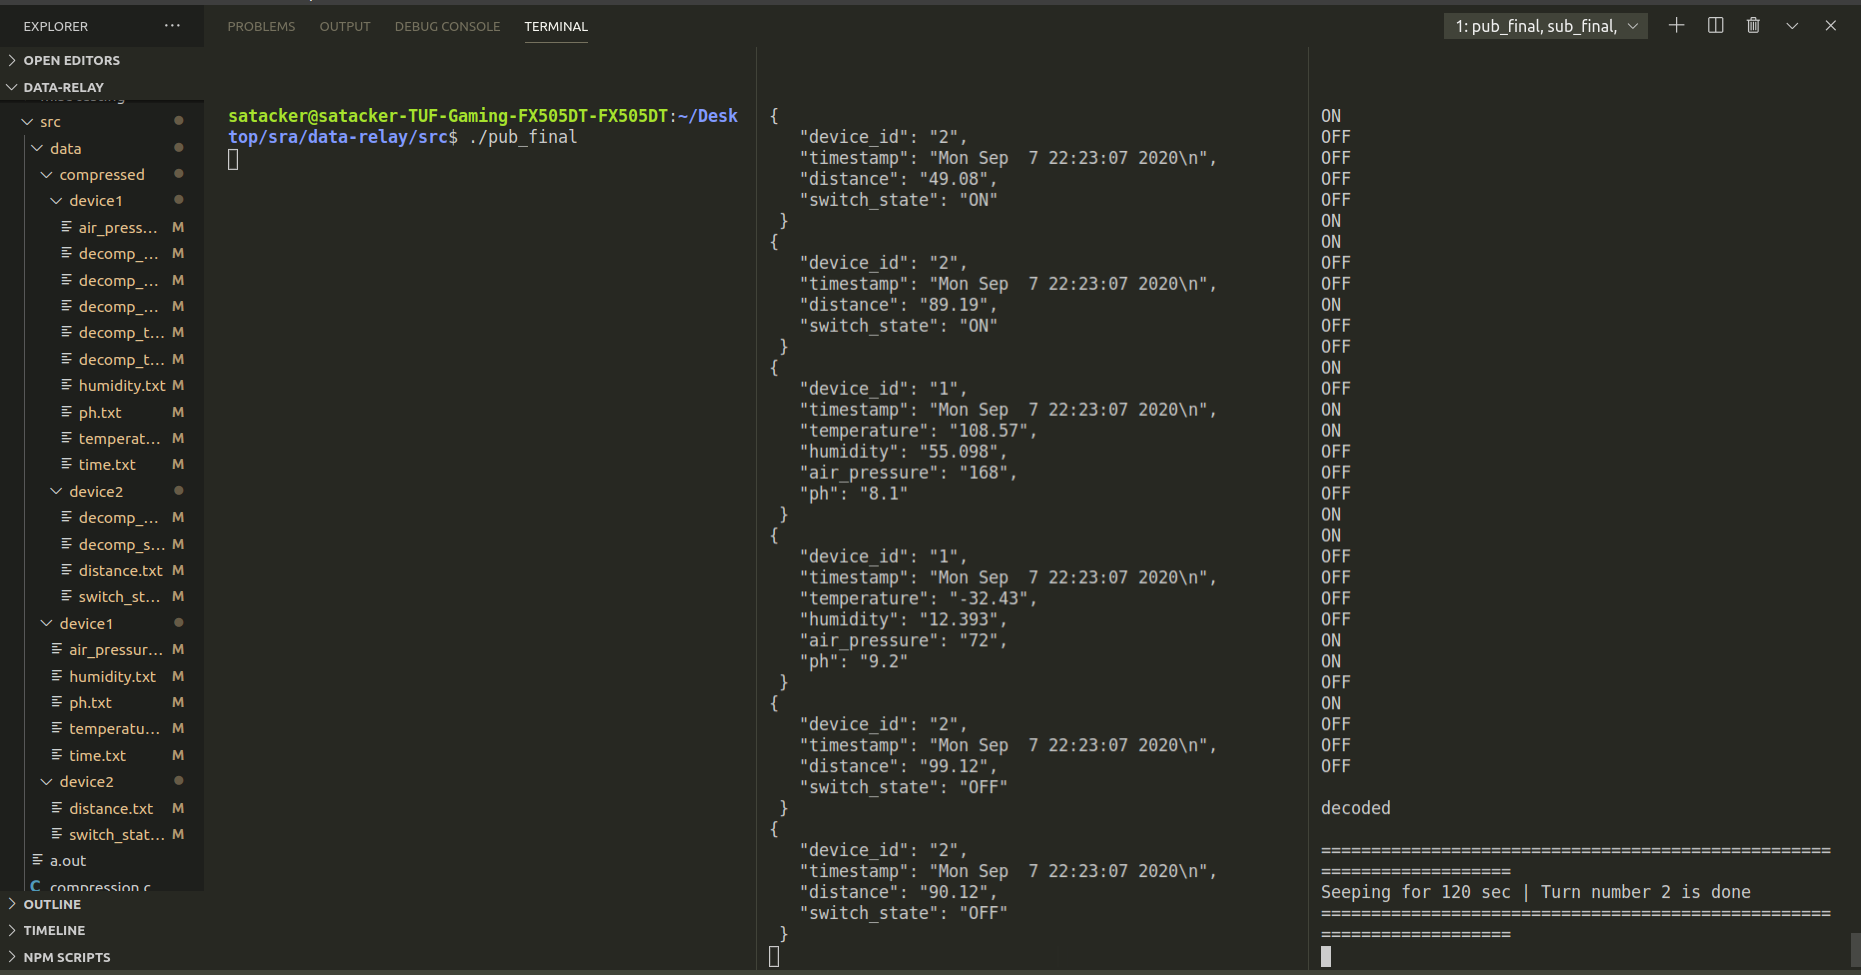 EXPLORER
PROBLEMS OUTPUT DEBUG CONSOLE TERMINAL
1: pub_final, sub_final,
OPEN EDITORS
DATA-RELAY
src
data
compressed
device1
air_press... M
decomp_... M
decomp_... M
decomp_... M
decomp_t... M
decomp_t... M
humidity.txt M
ph.txt M
temperat... M
time.txt M
device2
decomp_... M
decomp_s... M
distance.txt M
switch_st... M
device1
air_pressur... M
humidity.txt M
ph.txt M
temperatu... M
time.txt M
device2
distance.txt M
switch_stat... M
a.out
C compression.c
OUTLINE
TIMELINE
NPM SCRIPTS
satacker@satacker-TUF-Gaming-FX505DT-FX505DT:~/Desk
top/sra/data-relay/src$ ./pub_final
{
"device_id": "2",
"timestamp": "Mon Sep  7 22:23:07 2020\n",
"distance": "49.08",
"switch_state": "ON"
}
{
"device_id": "2",
"timestamp": "Mon Sep  7 22:23:07 2020\n",
"distance": "89.19",
"switch_state": "ON"
}
{
"device_id": "1",
"timestamp": "Mon Sep  7 22:23:07 2020\n",
"temperature": "108.57",
"humidity": "55.098",
"air_pressure": "168",
"ph": "8.1"
}
{
"device_id": "1",
"timestamp": "Mon Sep  7 22:23:07 2020\n",
"temperature": "-32.43",
"humidity": "12.393",
"air_pressure": "72",
"ph": "9.2"
}
{
"device_id": "2",
"timestamp": "Mon Sep  7 22:23:07 2020\n",
"distance": "99.12",
"switch_state": "OFF"
}
{
"device_id": "2",
"timestamp": "Mon Sep  7 22:23:07 2020\n",
"distance": "90.12",
"switch_state": "OFF"
}
ON
OFF
OFF
OFF
OFF
ON
ON
OFF
OFF
ON
OFF
OFF
ON
OFF
ON
ON
OFF
OFF
OFF
ON
ON
OFF
OFF
OFF
OFF
ON
ON
OFF
ON
OFF
OFF
OFF
decoded
===================================================
===================
Seeping for 120 sec | Turn number 2 is done
===================================================
===================